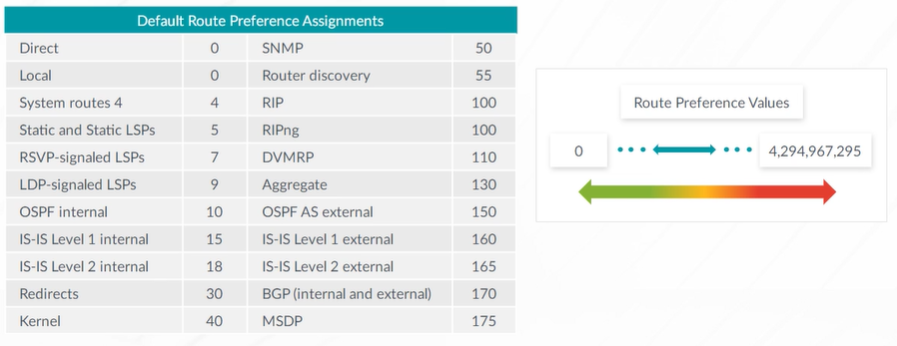 Default Route Preference Assignments
Direct 0 SNMP 50
Local 0 Router discovery 55
System routes 4 4 RIP 100
Static and Static LSPs 5 RIPng 100
RSVP-signaled LSPs 7 DVMRP 110
LDP-signaled LSPs 9 Aggregate 130
OSPF internal 10 OSPF AS external 150
IS-IS Level 1 internal 15 IS-IS Level 1 external 160
IS-IS Level 2 internal 18 IS-IS Level 2 external 165
Redirects 30 BGP (internal and external) 170
Kernel 40 MSDP 175
Route Preference Values
0 4,294,967,295